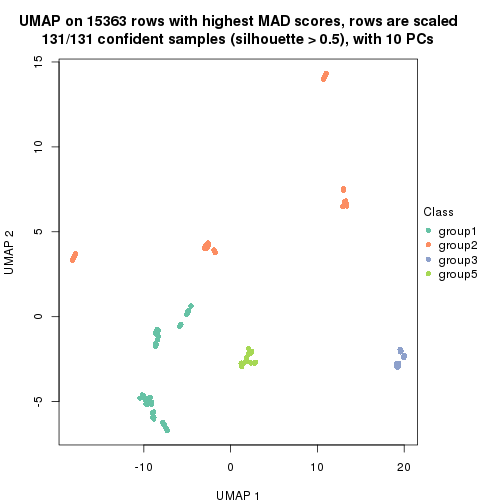 UMAP on 15363 rows with highest MAD scores, rows are scaled
131/131 confident samples (silhouette > 0.5), with 10 PCs
15
10
5
0
-5
UMAP 2
-10
0
10
20
UMAP 1
Class
group1
group2
group3
group5